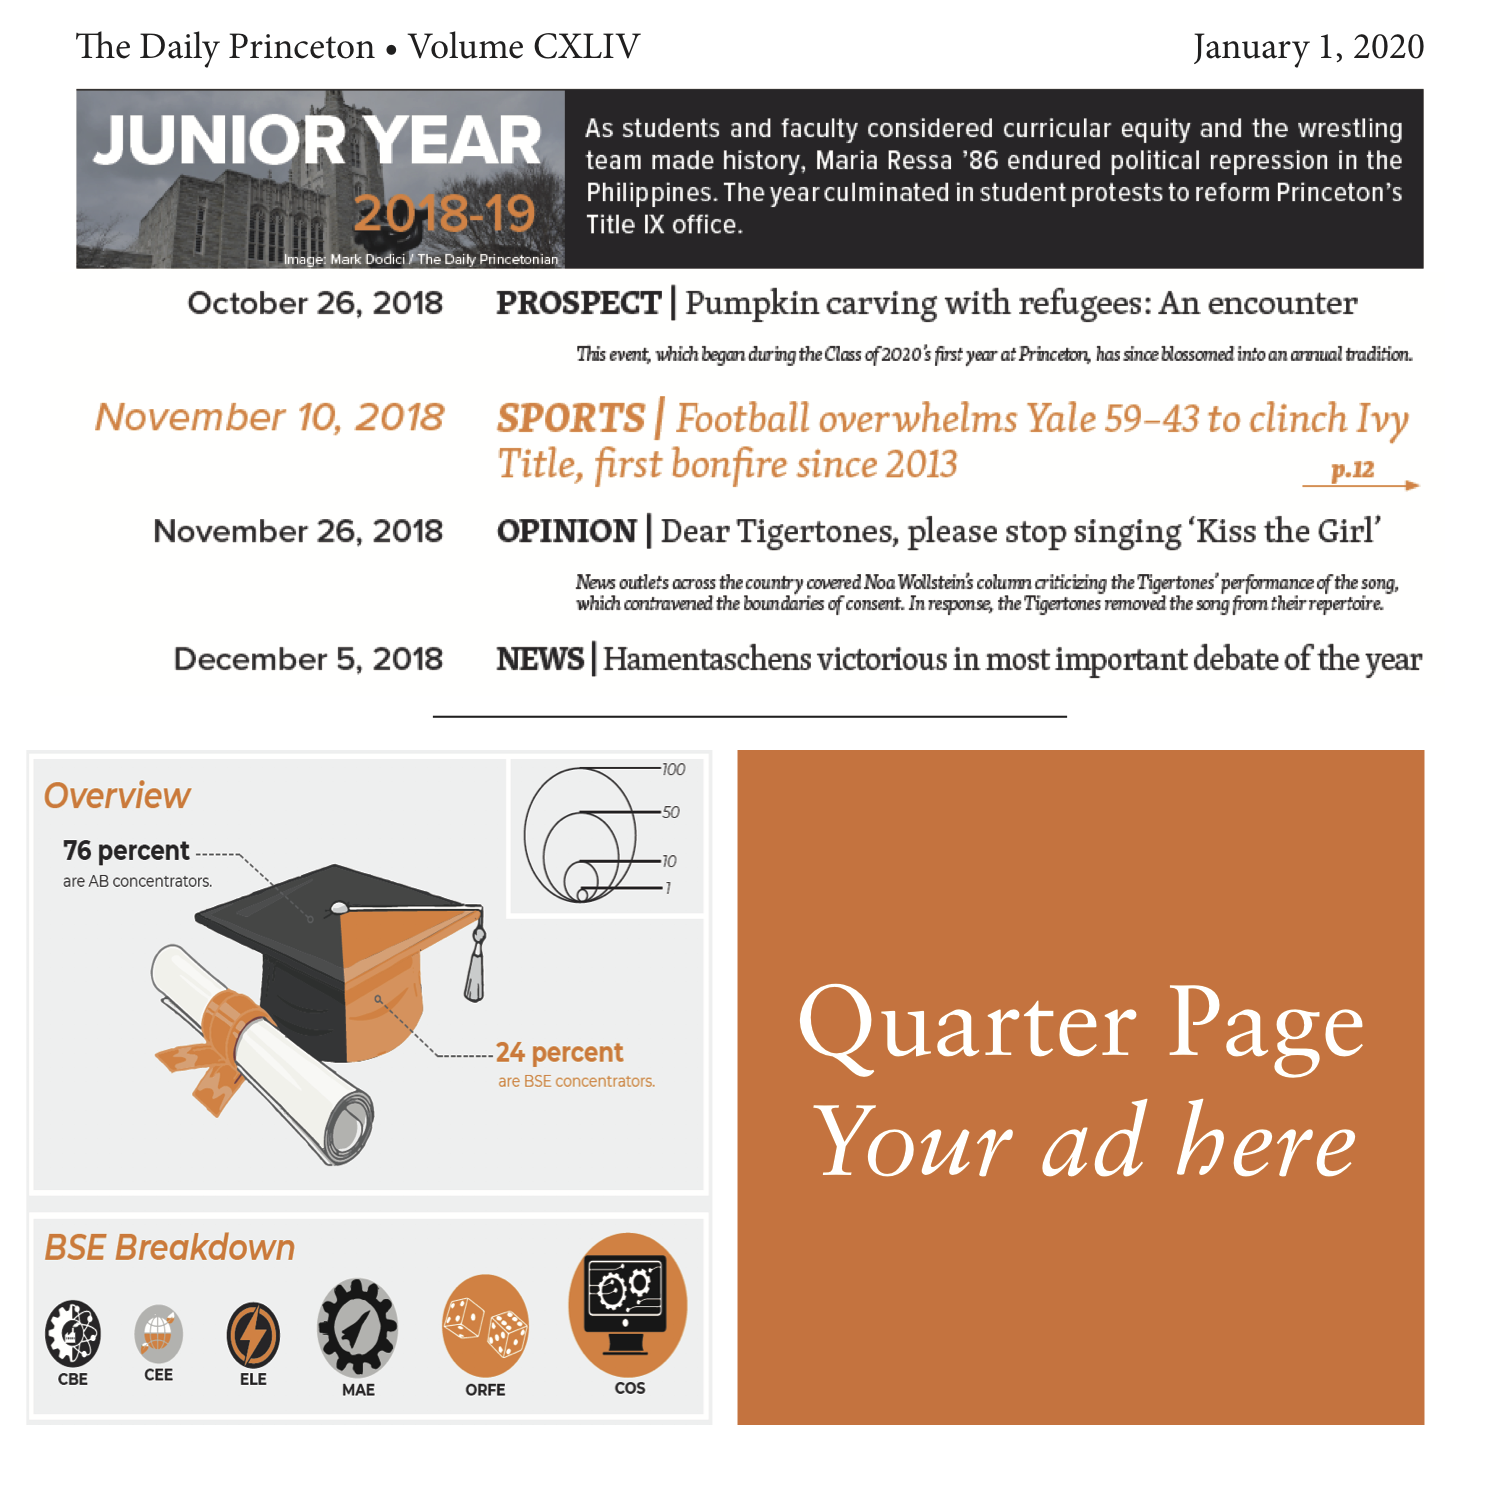 The Daily Princeton • Volume CXLIV
January 1, 2020
JUNIOR YEAR
2018-19
Image: Mark Dodici / The Daily Princetonian
As students and faculty considered curricular equity and the wrestling
team made history, Maria Ressa ’86 endured political repression in the
Philippines. The year culminated in student protests to reform Princeton’s
Title IX office.
October 26, 2018
PROSPECT | Pumpkin carving with refugees: An encounter
This event, which began during the Class of 2020’s first year at Princeton, has since blossomed into an annual tradition.
November 10, 2018
SPORTS | Football overwhelms Yale 59–43 to clinch Ivy
Title, first bonfire since 2013
p.12
November 26, 2018
OPINION | Dear Tigertones, please stop singing ‘Kiss the Girl’
News outlets across the country covered Noa Wollstein’s column criticizing the Tigertones’ performance of the song,
which contravened the boundaries of consent. In response, the Tigertones removed the song from their repertoire.
December 5, 2018
NEWS | Hamentaschens victorious in most important debate of the year
Overview
76 percent
are AB concentrators.
100
50
10
1
24 percent
are BSE concentrators.
BSE Breakdown
CBE
CEE
ELE
MAE
ORFE
COS
Quarter Page
Your ad here